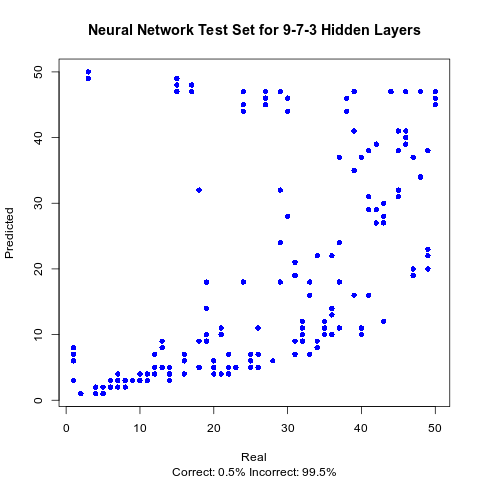 Neural Network Test Set for 9-7-3 Hidden Layers
Predicted
50
40
30
20
10
0
0 10 20 30 40 50
Real
Correct: 0.5% Incorrect: 99.5%